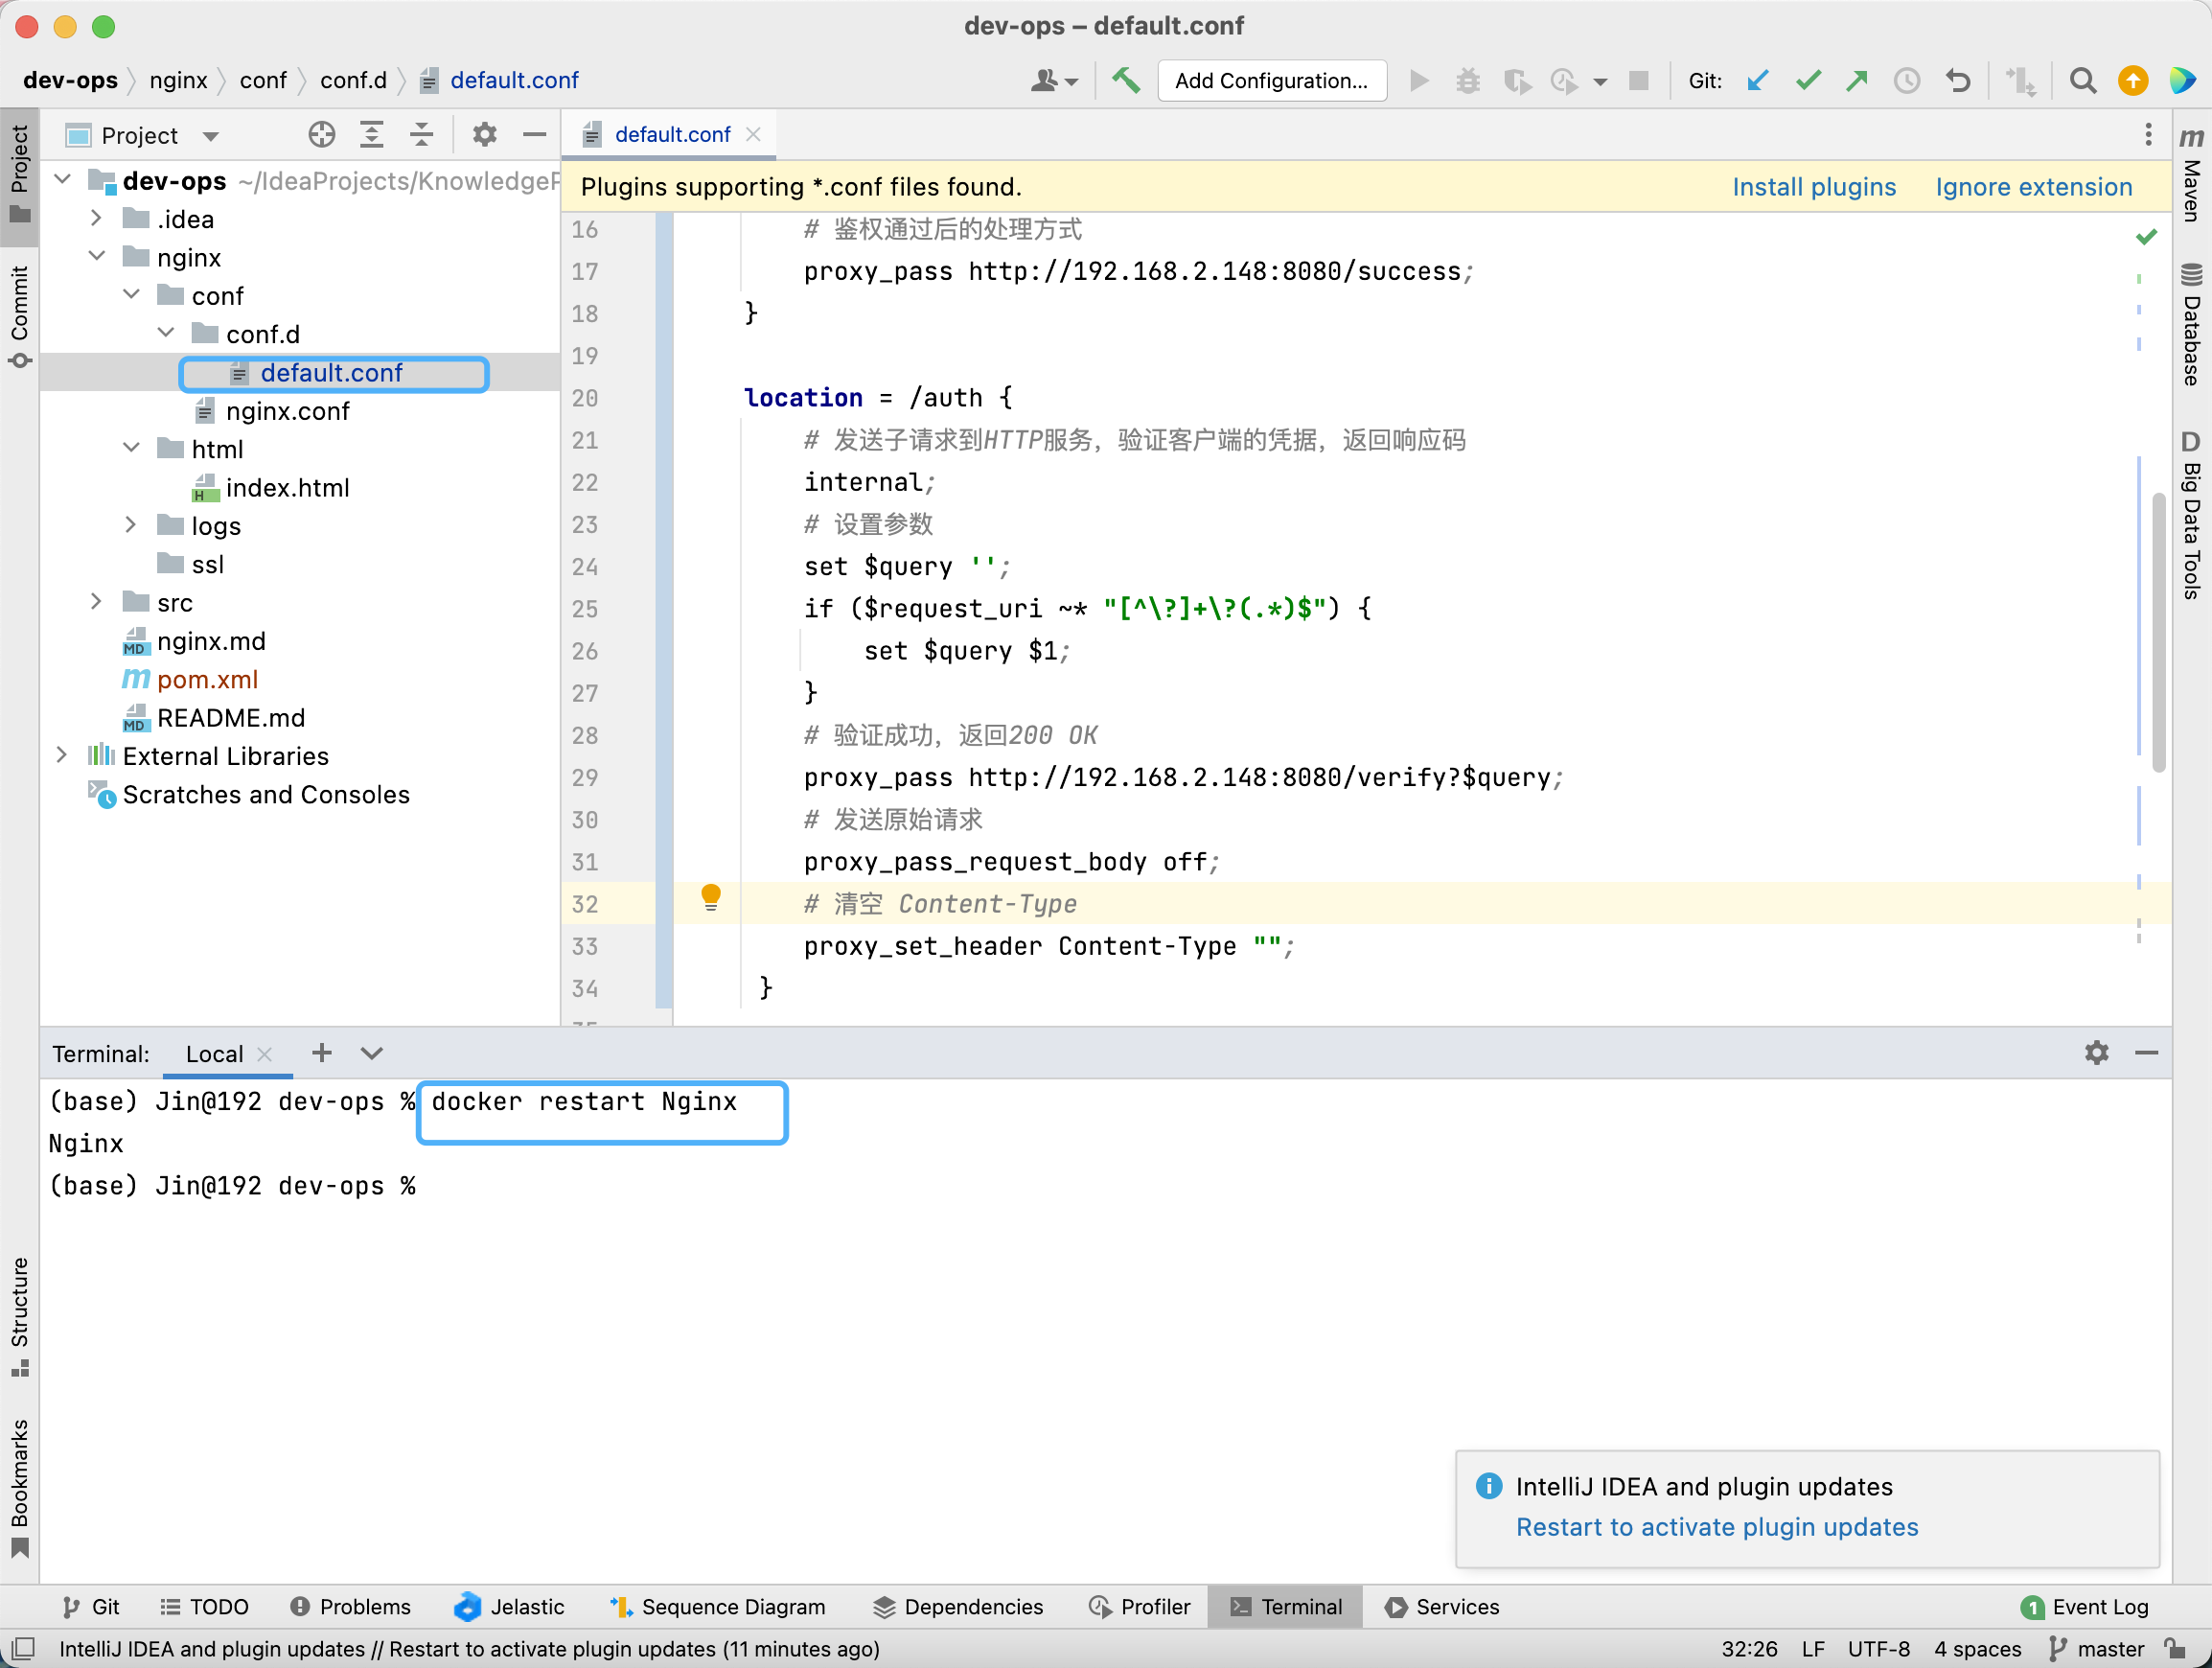 dev-ops – default.conf
dev-ops nginx conf conf.d default.conf
Add Configuration...
Git:
Project
default.conf
dev-ops ~/IdeaProjects/KnowledgeP
.idea
nginx
conf
conf.d
default.conf
nginx.conf
html
index.html
logs
ssl
src
nginx.md
pom.xml
README.md
External Libraries
Scratches and Consoles
Project
Commit
Structure
Bookmarks
Plugins supporting *.conf files found. Install plugins Ignore extension
16 # 鉴权通过后的处理方式
17 proxy_pass http://192.168.2.148:8080/success;
18 }
19
20 location = /auth {
21 # 发送子请求到HTTP服务，验证客户端的凭据，返回响应码
22 internal;
23 # 设置参数
24 set $query '';
25 if ($request_uri ~* "[^\?]+\?(.*)$") {
26 set $query $1;
27 }
28 # 验证成功，返回200 OK
29 proxy_pass http://192.168.2.148:8080/verify?$query;
30 # 发送原始请求
31 proxy_pass_request_body off;
32 # 清空 Content-Type
33 proxy_set_header Content-Type "";
34 }
Maven
Database
Big Data Tools
Terminal: Local
(base) Jin@192 dev-ops % docker restart Nginx
Nginx
(base) Jin@192 dev-ops %
IntelliJ IDEA and plugin updates
Restart to activate plugin updates
Git TODO Problems Jelastic Sequence Diagram Dependencies Profiler Terminal Services 1 Event Log
IntelliJ IDEA and plugin updates // Restart to activate plugin updates (11 minutes ago) 32:26 LF UTF-8 4 spaces master